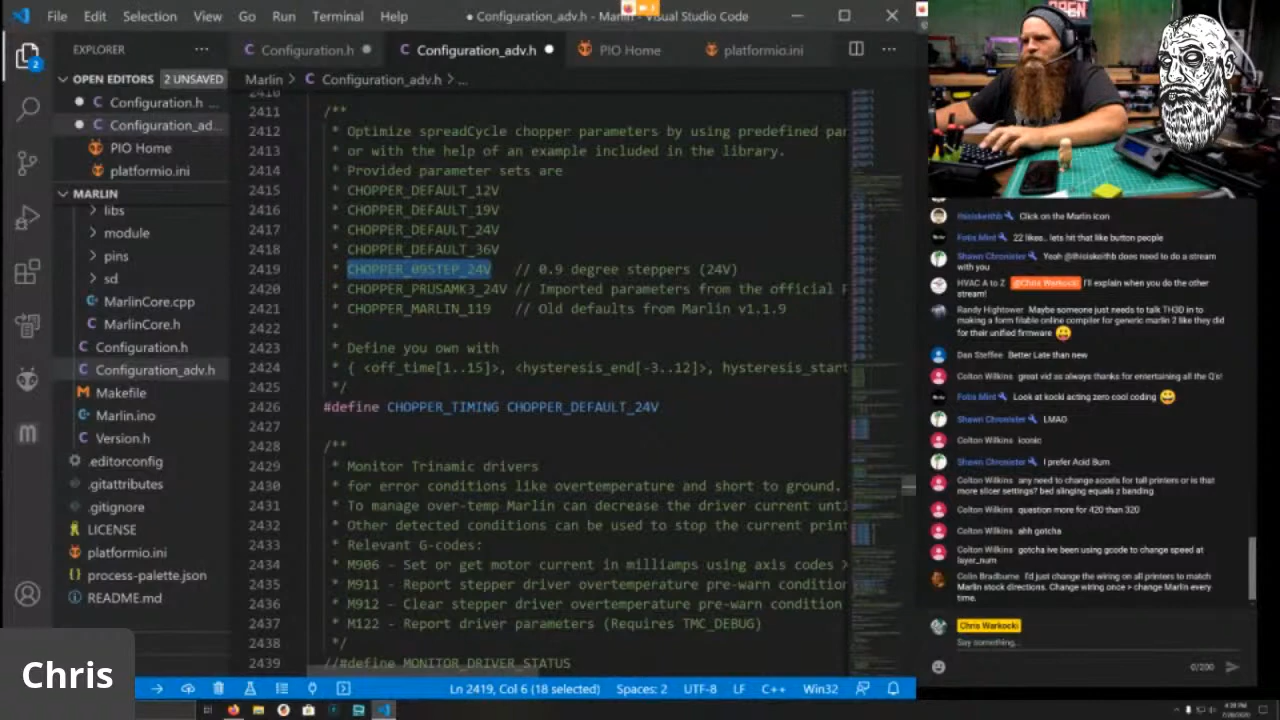 File Edit Selection View Go Run Terminal Help
● Configuration_adv.h - Marlin - Visual Studio Code
OPEN
EXPLORER
Configuration.h
Configuration_adv.h
PIO Home
platformio.ini
OPEN EDITORS
2 UNSAVED
Marlin > Configuration_adv.h > ...
Configuration.h ...
Configuration_ad...
PIO Home
platformio.ini
MARLIN
libs
module
pins
sd
MarlinCore.cpp
MarlinCore.h
Configuration.h
Configuration_adv.h
Makefile
Marlin.ino
Version.h
.editorconfig
.gitattributes
.gitignore
LICENSE
platformio.ini
process-palette.json
README.md
2410
2411 /**
2412 * Optimize spreadCycle chopper parameters by using predefined par
2413 * or with the help of an example included in the library.
2414 * Provided parameter sets are
2415 * CHOPPER_DEFAULT_12V
2416 * CHOPPER_DEFAULT_19V
2417 * CHOPPER_DEFAULT_24V
2418 * CHOPPER_DEFAULT_36V
2419 * CHOPPER_09STEP_24V // 0.9 degree steppers (24V)
2420 * CHOPPER_PRUSAMK3_24V // Imported parameters from the official P
2421 * CHOPPER_MARLIN_119 // Old defaults from Marlin v1.1.9
2422 *
2423 * Define you own with
2424 * { <off_time[1..15]>, <hysteresis_end[-3..12]>, hysteresis_start
2425 */
2426 #define CHOPPER_TIMING CHOPPER_DEFAULT_24V
2427
2428 /**
2429 * Monitor Trinamic drivers
2430 * for error conditions like overtemperature and short to ground.
2431 * To manage over-temp Marlin can decrease the driver current unti
2432 * Other detected conditions can be used to stop the current print
2433 * Relevant G-codes:
2434 * M906 - Set or get motor current in milliamps using axis codes X
2435 * M911 - Report stepper driver overtemperature pre-warn condition
2436 * M912 - Clear stepper driver overtemperature pre-warn condition
2437 * M122 - Report driver parameters (Requires TMC_DEBUG)
2438 */
2439 //#define MONITOR_DRIVER_STATUS
thisiskeithb Click on the Marlin icon
Fotis Mint 22 likes.. lets hit that like button people
Shawn Chronister Yeah @thisiskeithb does need to do a stream
with you
HVAC A to Z @Chris Warkocki I'll explain when you do the other
stream!
Randy Hightower Maybe someone just needs to talk TH3D in to
making a form filable online compiler for generic marlin 2 like they do
for their unified firmware
Dan Steffee Better Late than new
Colton Wilkins great vid as always thanks for entertaining all the Q's!
Fotis Mint Look at kocki acting zero cool coding
Shawn Chronister LMAO
Colton Wilkins iconic
Shawn Chronister I prefer Acid Burn
Colton Wilkins any need to change accels for tall printers or is that
more slicer settings? bed slinging equals z banding
Colton Wilkins question more for 420 than 320
Colton Wilkins ahh gotcha
Colton Wilkins gotcha ive been using gcode to change speed at
layer_num
Colin Bradburne I'd just change the wiring on all printers to match
Marlin stock directions. Change wiring once > change Marlin every
time.
Chris Warkocki
Say something...
0/200
Chris
Ln 2419, Col 6 (18 selected) Spaces: 2 UTF-8 LF C++ Win32